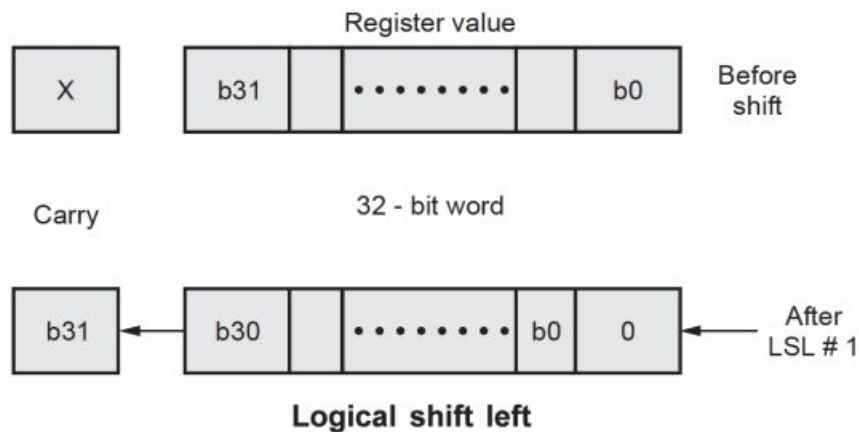 Register value
X b31 ........ b0 Before
shift
Carry 32 - bit word
b31 b30 ........ b0 0 After
LSL # 1
Logical shift left